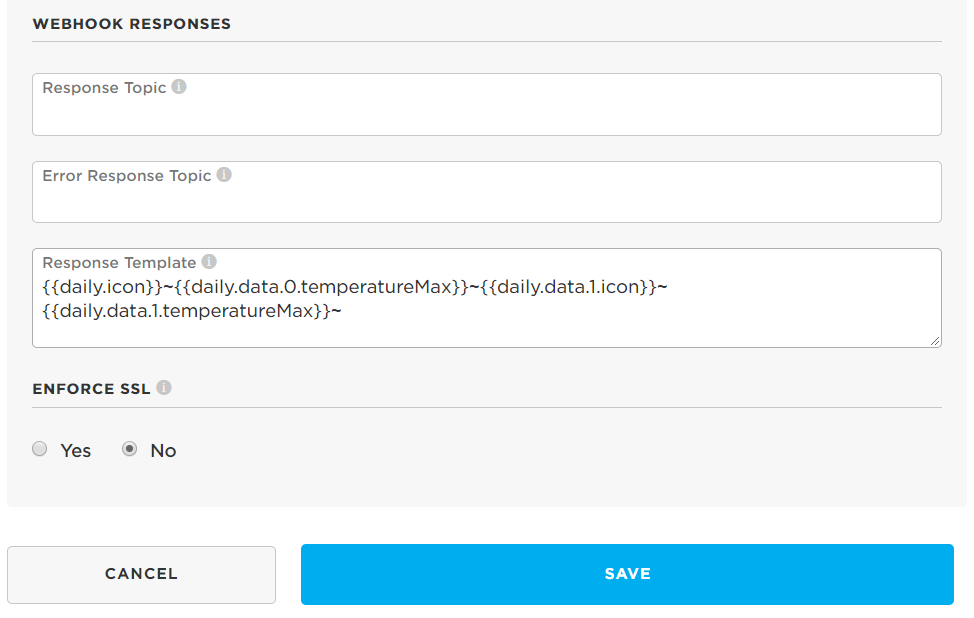 WEBHOOK RESPONSES
Response Topic
Error Response Topic
Response Template
{{daily.icon}}~{{daily.data.0.temperatureMax}}~{{daily.data.1.icon}}~
{{daily.data.1.temperatureMax}}~
ENFORCE SSL
Yes No
CANCEL SAVE